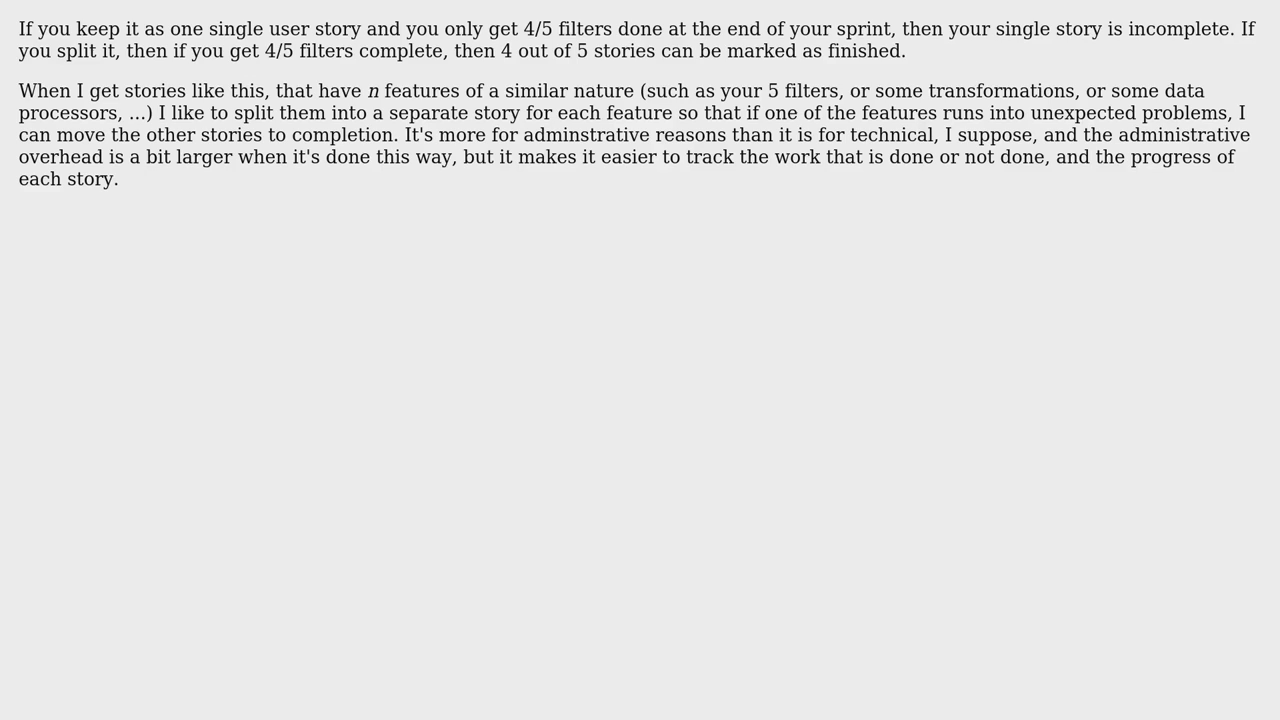 If you keep it as one single user story and you only get 4/5 filters done at the end of your sprint, then your single story is incomplete. If
you split it, then if you get 4/5 filters complete, then 4 out of 5 stories can be marked as finished.
When I get stories like this, that have n features of a similar nature (such as your 5 filters, or some transformations, or some data
processors, ...) I like to split them into a separate story for each feature so that if one of the features runs into unexpected problems, I
can move the other stories to completion. It's more for adminstrative reasons than it is for technical, I suppose, and the administrative
overhead is a bit larger when it's done this way, but it makes it easier to track the work that is done or not done, and the progress of
each story.